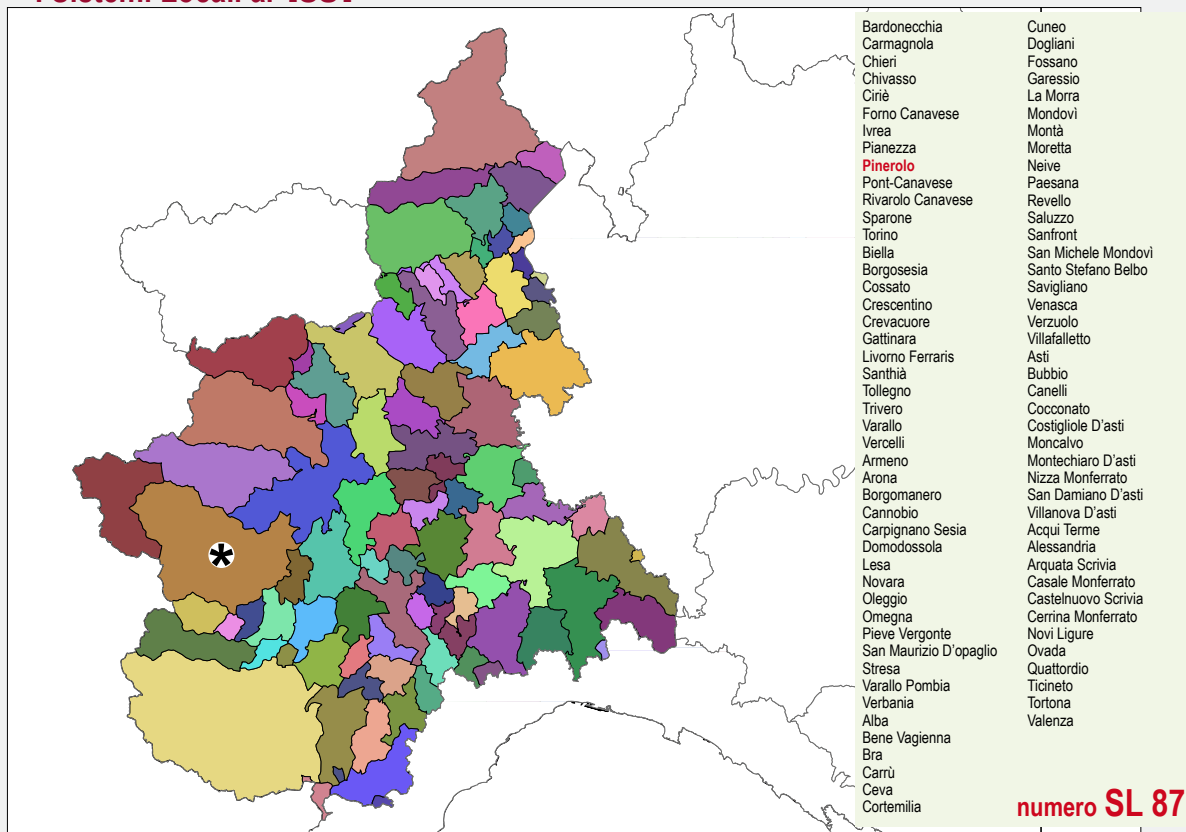 Bardonecchia
Carmagnola
Chieri
Chivasso
Ciriè
Forno Canavese
Ivrea
Pianezza
Pinerolo
Pont-Canavese
Rivarolo Canavese
Sparone
Torino
Biella
Borgosesia
Cossato
Crescentino
Crevacuore
Gattinara
Livorno Ferraris
Santhià
Tollegno
Trivero
Varallo
Vercelli
Armeno
Arona
Borgomanero
Cannobio
Carpignano Sesia
Domodossola
Lesa
Novara
Oleggio
Omegna
Pieve Vergonte
San Maurizio D'opaglio
Stresa
Varallo Pombia
Verbania
Alba
Bene Vagienna
Bra
Carrù
Ceva
Cortemilia
Cuneo
Dogliani
Fossano
Garessio
La Morra
Mondovì
Montà
Moretta
Neive
Paesana
Revello
Saluzzo
Sanfront
San Michele Mondovì
Santo Stefano Belbo
Savigliano
Venasca
Verzuolo
Villafalletto
Asti
Bubbio
Canelli
Cocconato
Costigliole D'asti
Moncalvo
Montechiaro D'asti
Nizza Monferrato
San Damiano D'asti
Villanova D'asti
Acqui Terme
Alessandria
Arquata Scrivia
Casale Monferrato
Castelnuovo Scrivia
Cerrina Monferrato
Novi Ligure
Ovada
Quattordio
Ticineto
Tortona
Valenza
numero SL 87